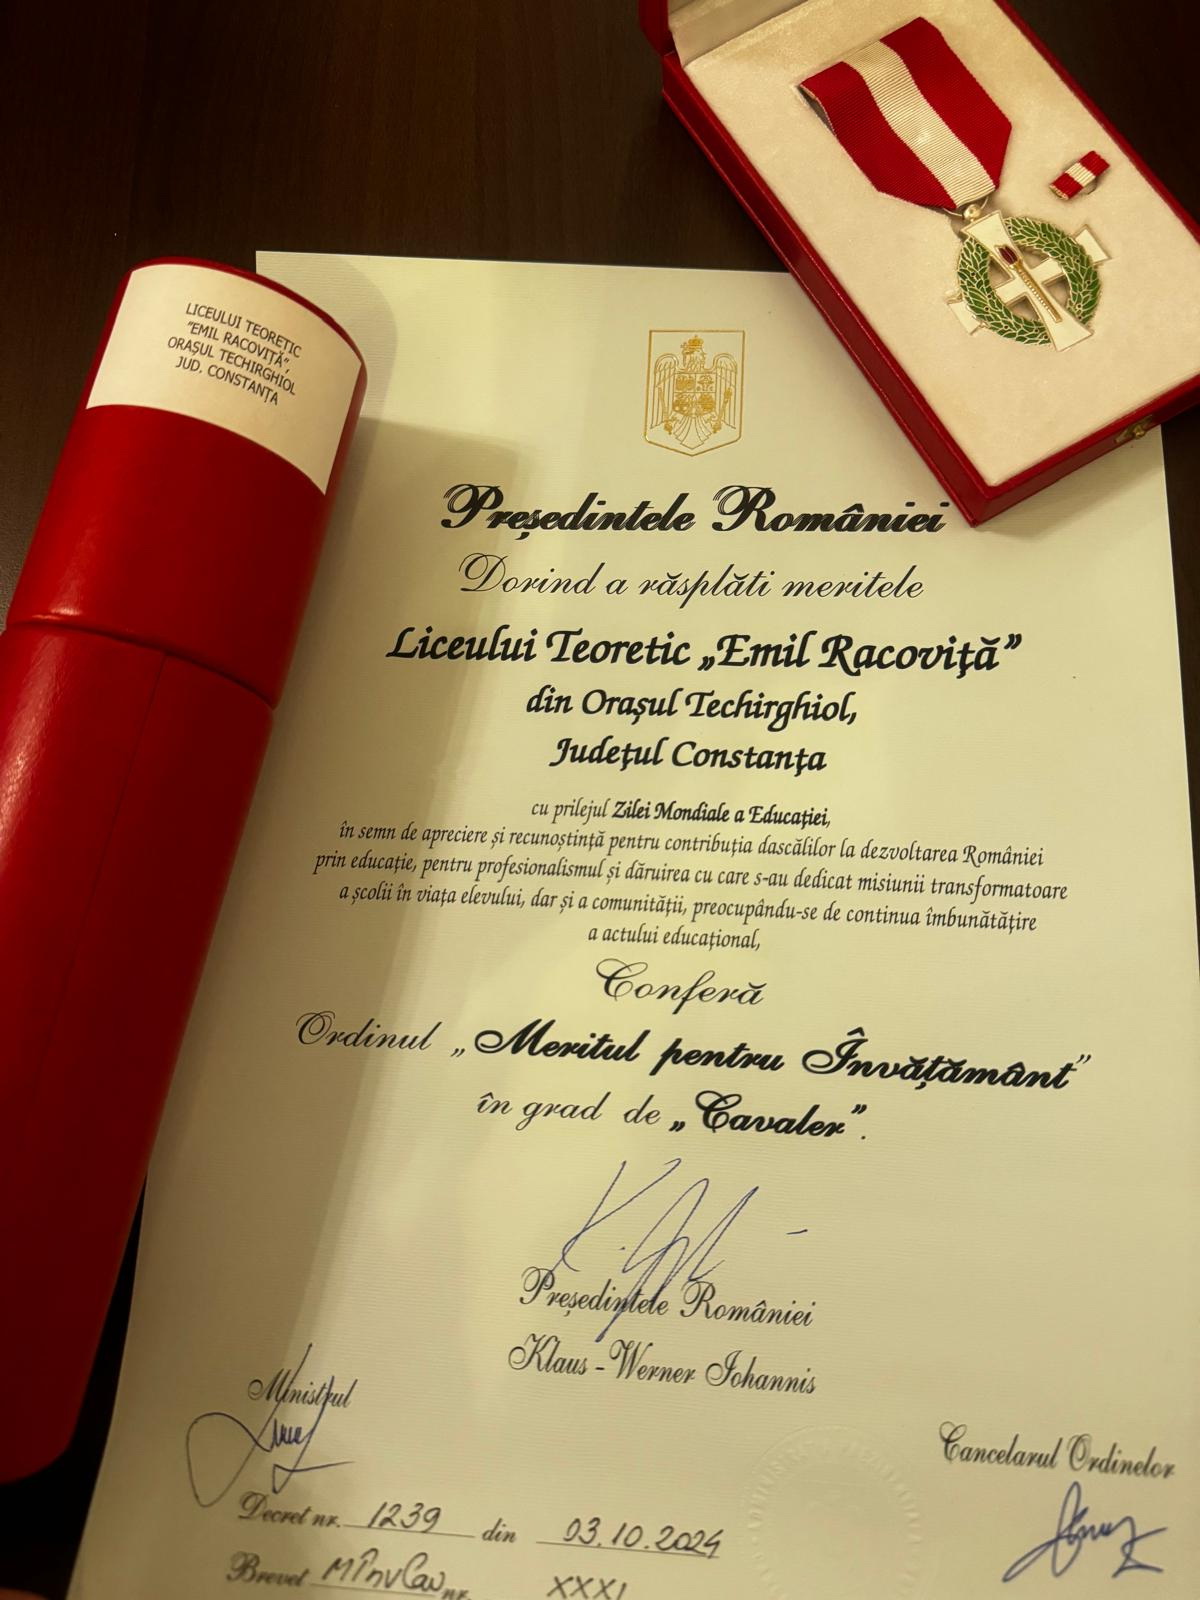 LICEULUI TEORETIC
"EMIL RACOVIȚĂ",
ORAȘUL TECHIRGHIOL
JUD. CONSTANȚA
Președintele României
Dorind a răsplăti meritele
Liceului Teoretic „Emil Racoviță”
din Orașul Techirghiol,
Județul Constanța
cu prilejul Zilei Mondiale a Educației,
în semn de apreciere și recunoștință pentru contribuția dascălilor la dezvoltarea României
prin educație, pentru profesionalismul și dăruirea cu care s-au dedicat misiunii transformatoare
a școlii în viața elevului, dar și a comunității, preocupându-se de continua îmbunătățire
a actului educațional,
Conferă
Ordinul „Meritul pentru Învățământ”
în grad de „Cavaler”.
Președintele României
Klaus - Werner Iohannis
Ministrul
Cancelarul Ordinelor
Decret nr. 1239 din 03.10.2024
Brevet MÎnvCav nr. XXXI